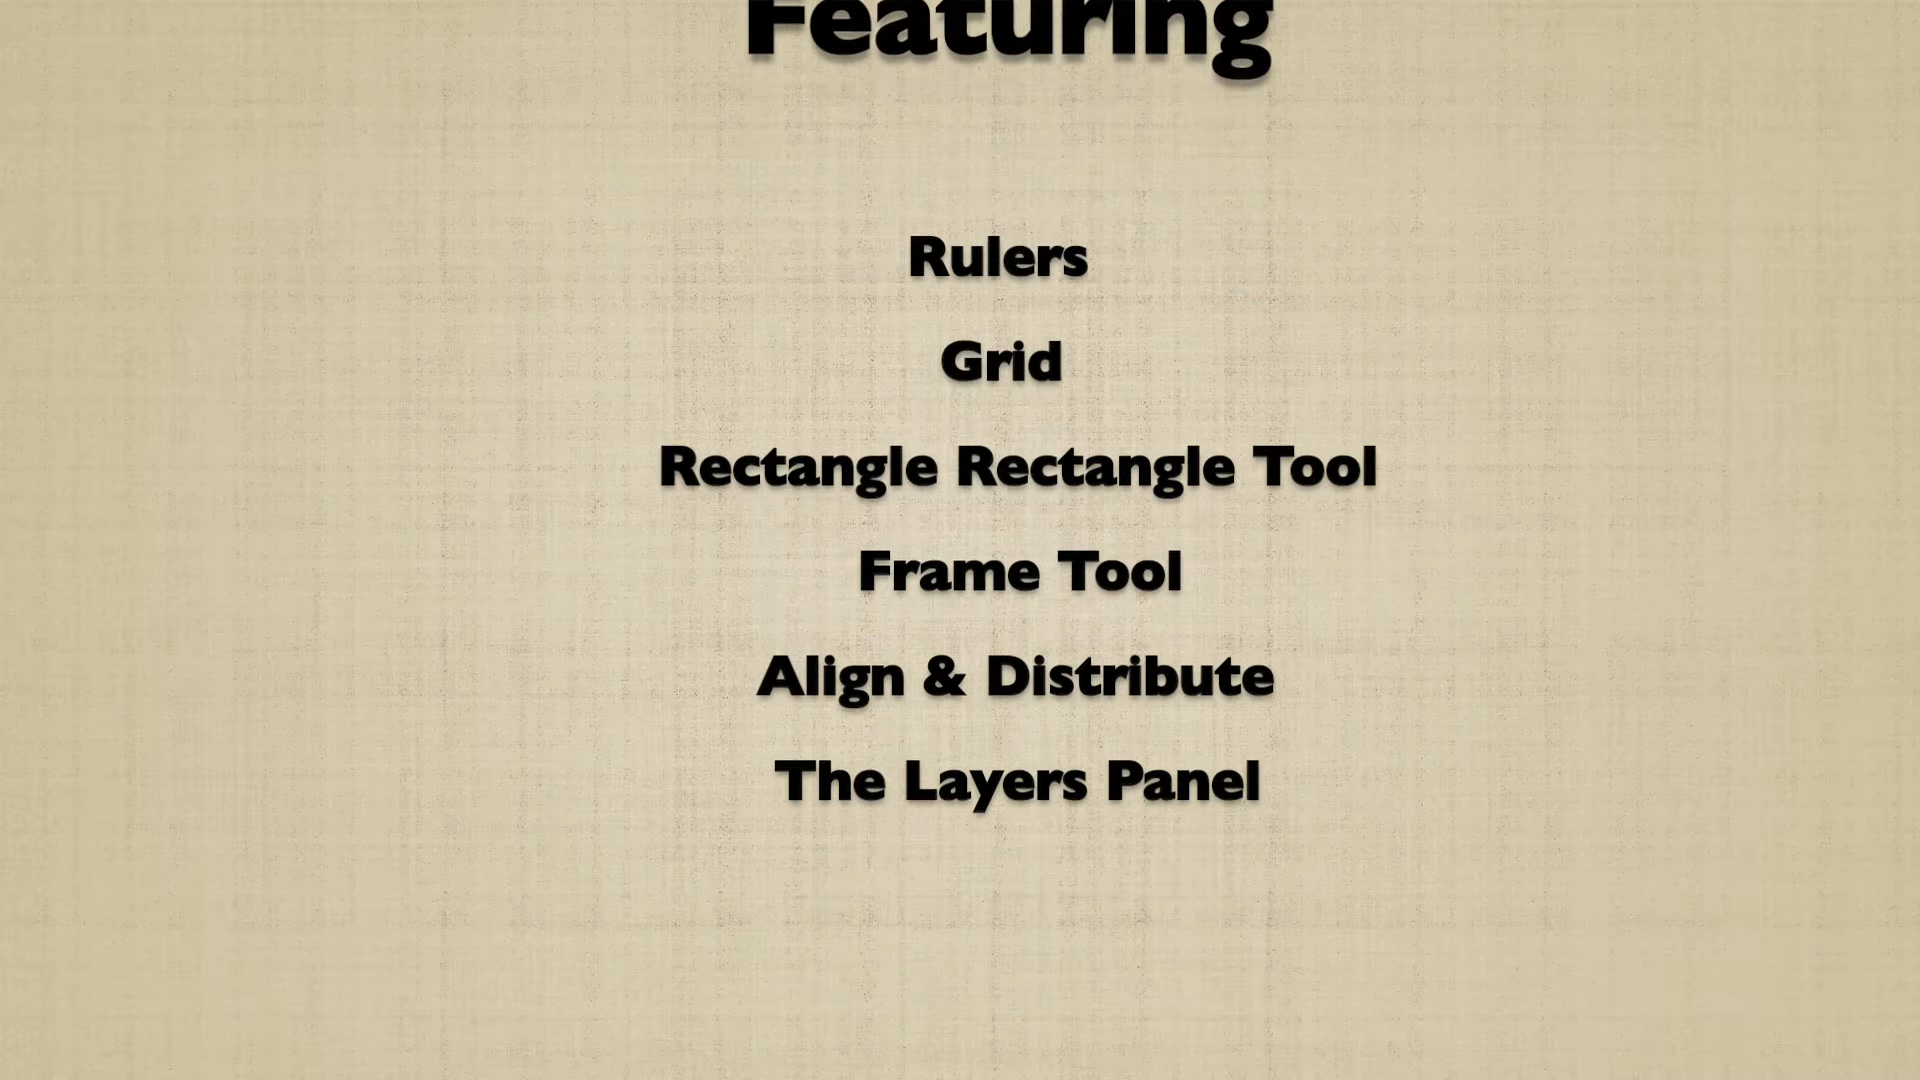 Featuring
Rulers
Grid
Rectangle Rectangle Tool
Frame Tool
Align & Distribute
The Layers Panel